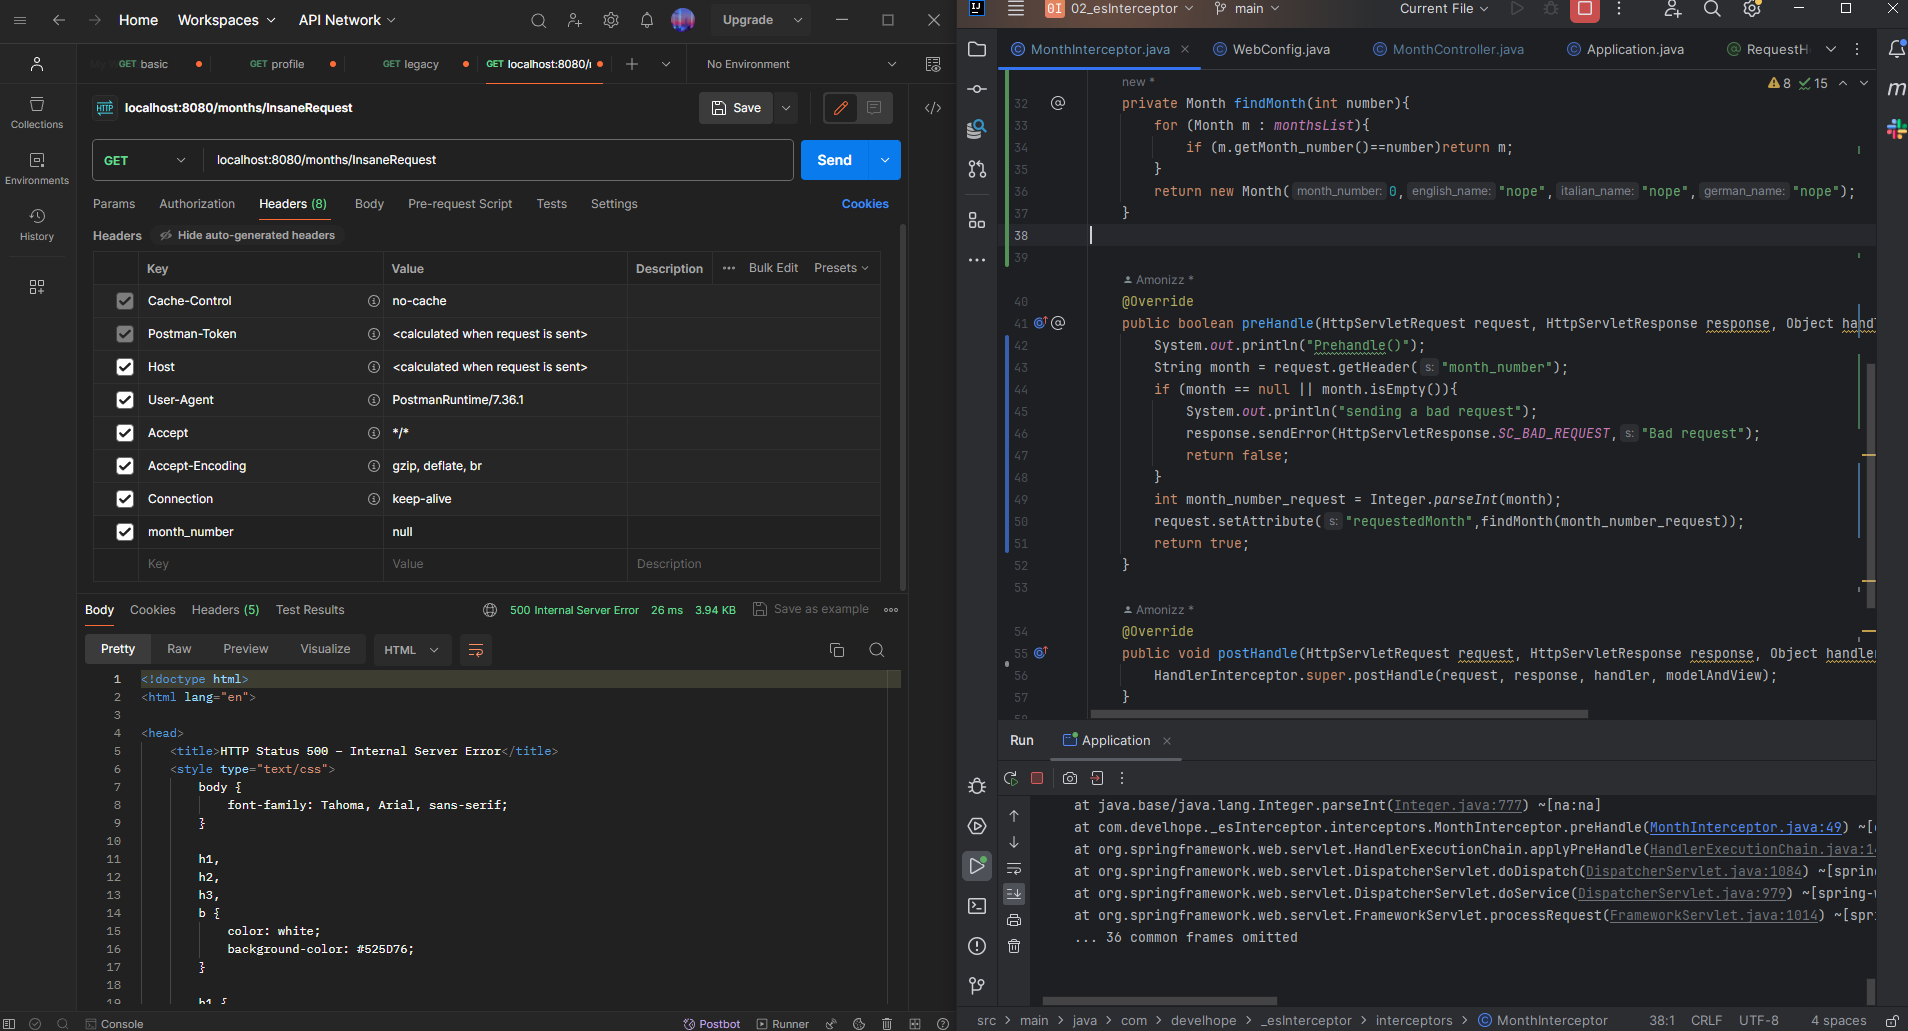 Home Workspaces API Network Upgrade
GET basic GET profile GET legacy GET localhost:8080/ No Environment
HTTP localhost:8080/months/InsaneRequest Save
GET localhost:8080/months/InsaneRequest Send
Params Authorization Headers (8) Body Pre-request Script Tests Settings Cookies
Headers Hide auto-generated headers
Key Value Description Bulk Edit Presets
Cache-Control no-cache
Postman-Token <calculated when request is sent>
Host <calculated when request is sent>
User-Agent PostmanRuntime/7.36.1
Accept */*
Accept-Encoding gzip, deflate, br
Connection keep-alive
month_number null
Key Value Description
Collections
Environments
History
Body Cookies Headers (5) Test Results 500 Internal Server Error 26 ms 3.94 KB Save as example
Pretty Raw Preview Visualize HTML
1 <!doctype html>
2 <html lang="en">
3
4 <head>
5 <title>HTTP Status 500 – Internal Server Error</title>
6 <style type="text/css">
7 body {
8 font-family: Tahoma, Arial, sans-serif;
9 }
10
11 h1,
12 h2,
13 h3,
14 b {
15 color: white;
16 background-color: #525D76;
17 }
18
19 h1 {
Console Postbot Runner
IJ OI 02_esInterceptor main Current File
MonthInterceptor.java WebConfig.java MonthController.java Application.java RequestH
new * 8 15
32 private Month findMonth(int number){
33 for (Month m : monthsList){
34 if (m.getMonth_number()==number)return m;
35 }
36 return new Month( month_number: 0, english_name: "nope", italian_name: "nope", german_name: "nope");
37 }
38
39
Amonizz *
40 @Override
41 public boolean preHandle(HttpServletRequest request, HttpServletResponse response, Object handl
42 System.out.println("Prehandle()");
43 String month = request.getHeader( s: "month_number");
44 if (month == null || month.isEmpty()){
45 System.out.println("sending a bad request");
46 response.sendError(HttpServletResponse.SC_BAD_REQUEST, s: "Bad request");
47 return false;
48 }
49 int month_number_request = Integer.parseInt(month);
50 request.setAttribute( s: "requestedMonth",findMonth(month_number_request));
51 return true;
52 }
53
Amonizz *
54 @Override
55 public void postHandle(HttpServletRequest request, HttpServletResponse response, Object handler
56 HandlerInterceptor.super.postHandle(request, response, handler, modelAndView);
57 }
58
Run Application
at java.base/java.lang.Integer.parseInt(Integer.java:777) ~[na:na]
at com.develhope._esInterceptor.interceptors.MonthInterceptor.preHandle(MonthInterceptor.java:49) ~[
at org.springframework.web.servlet.HandlerExecutionChain.applyPreHandle(HandlerExecutionChain.java:1
at org.springframework.web.servlet.DispatcherServlet.doDispatch(DispatcherServlet.java:1084) ~[sprin
at org.springframework.web.servlet.DispatcherServlet.doService(DispatcherServlet.java:979) ~[spring-
at org.springframework.web.servlet.FrameworkServlet.processRequest(FrameworkServlet.java:1014) ~[spr
... 36 common frames omitted
src > main > java > com > develhope > _esInterceptor > interceptors > MonthInterceptor 38:1 CRLF UTF-8 4 spaces